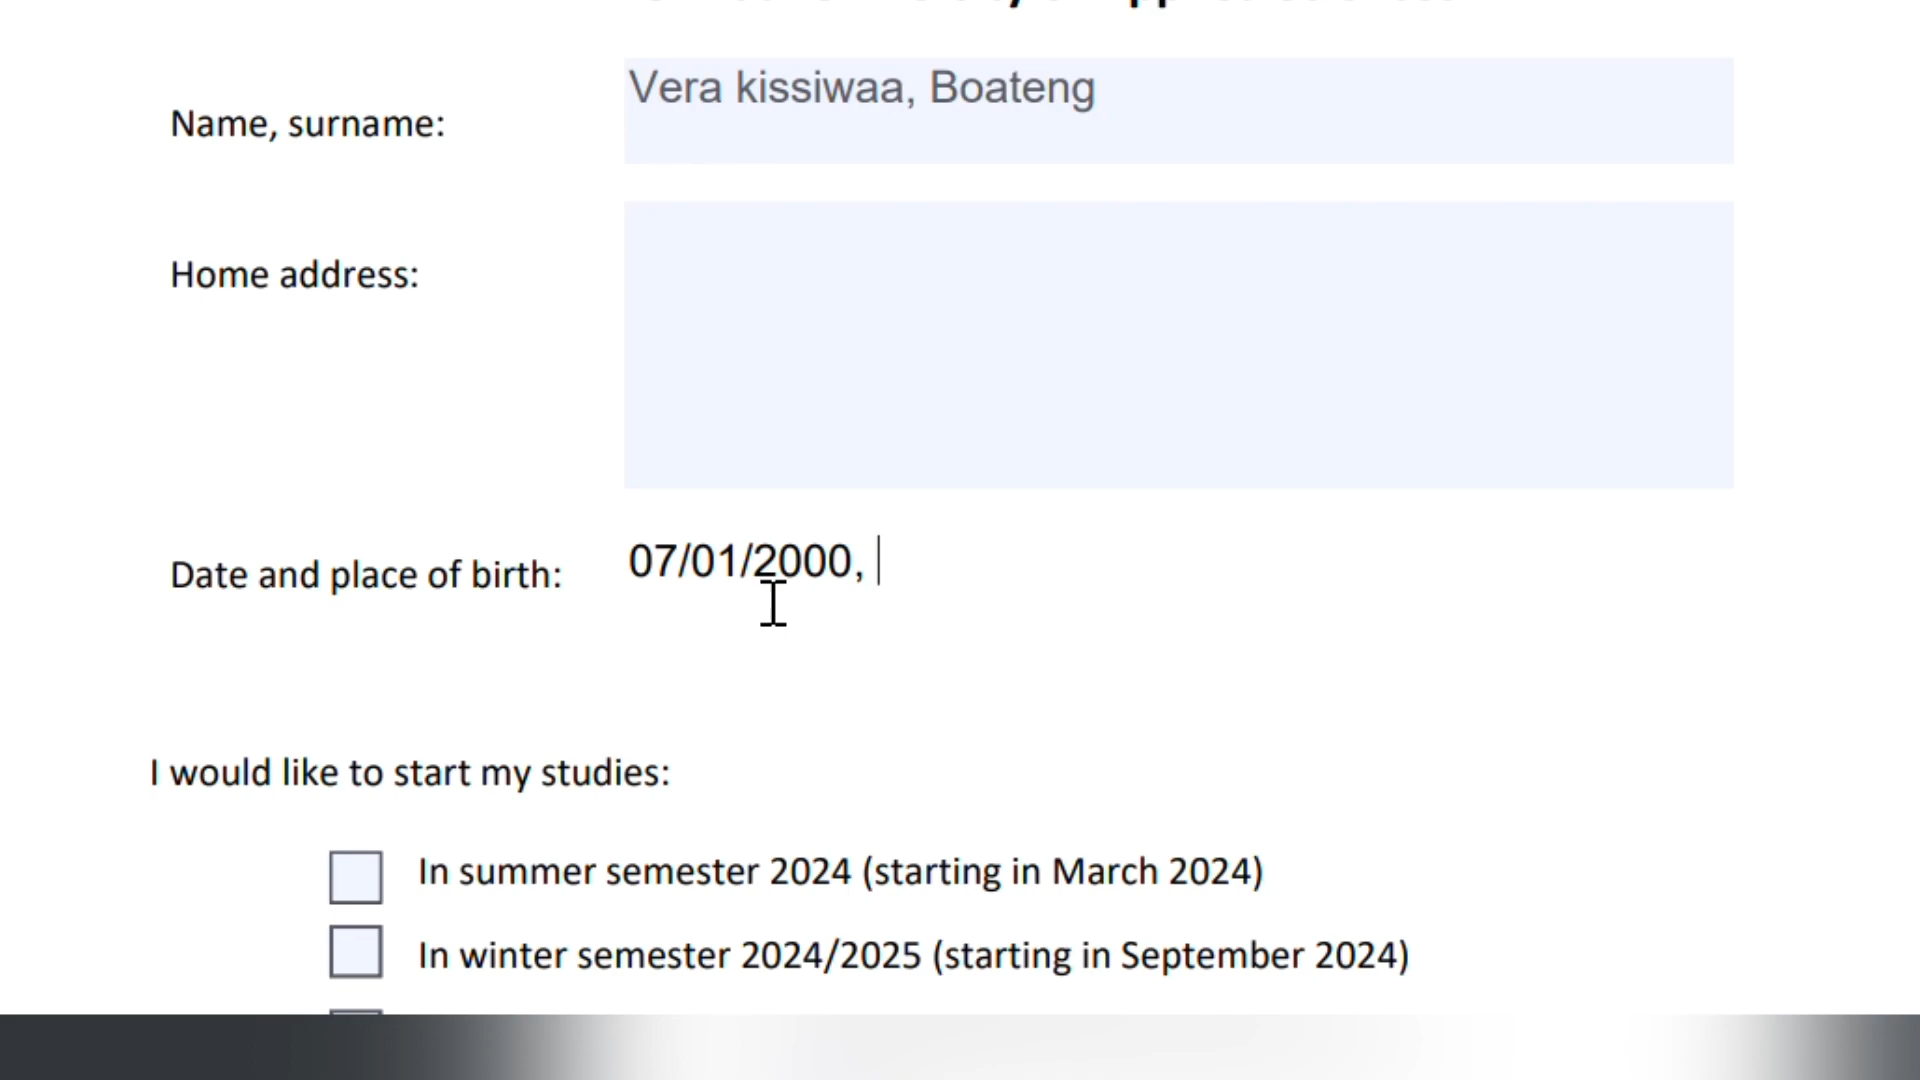 Name, surname: Vera kissiwaa, Boateng
Home address:
Date and place of birth: 07/01/2000,
I would like to start my studies:
In summer semester 2024 (starting in March 2024)
In winter semester 2024/2025 (starting in September 2024)